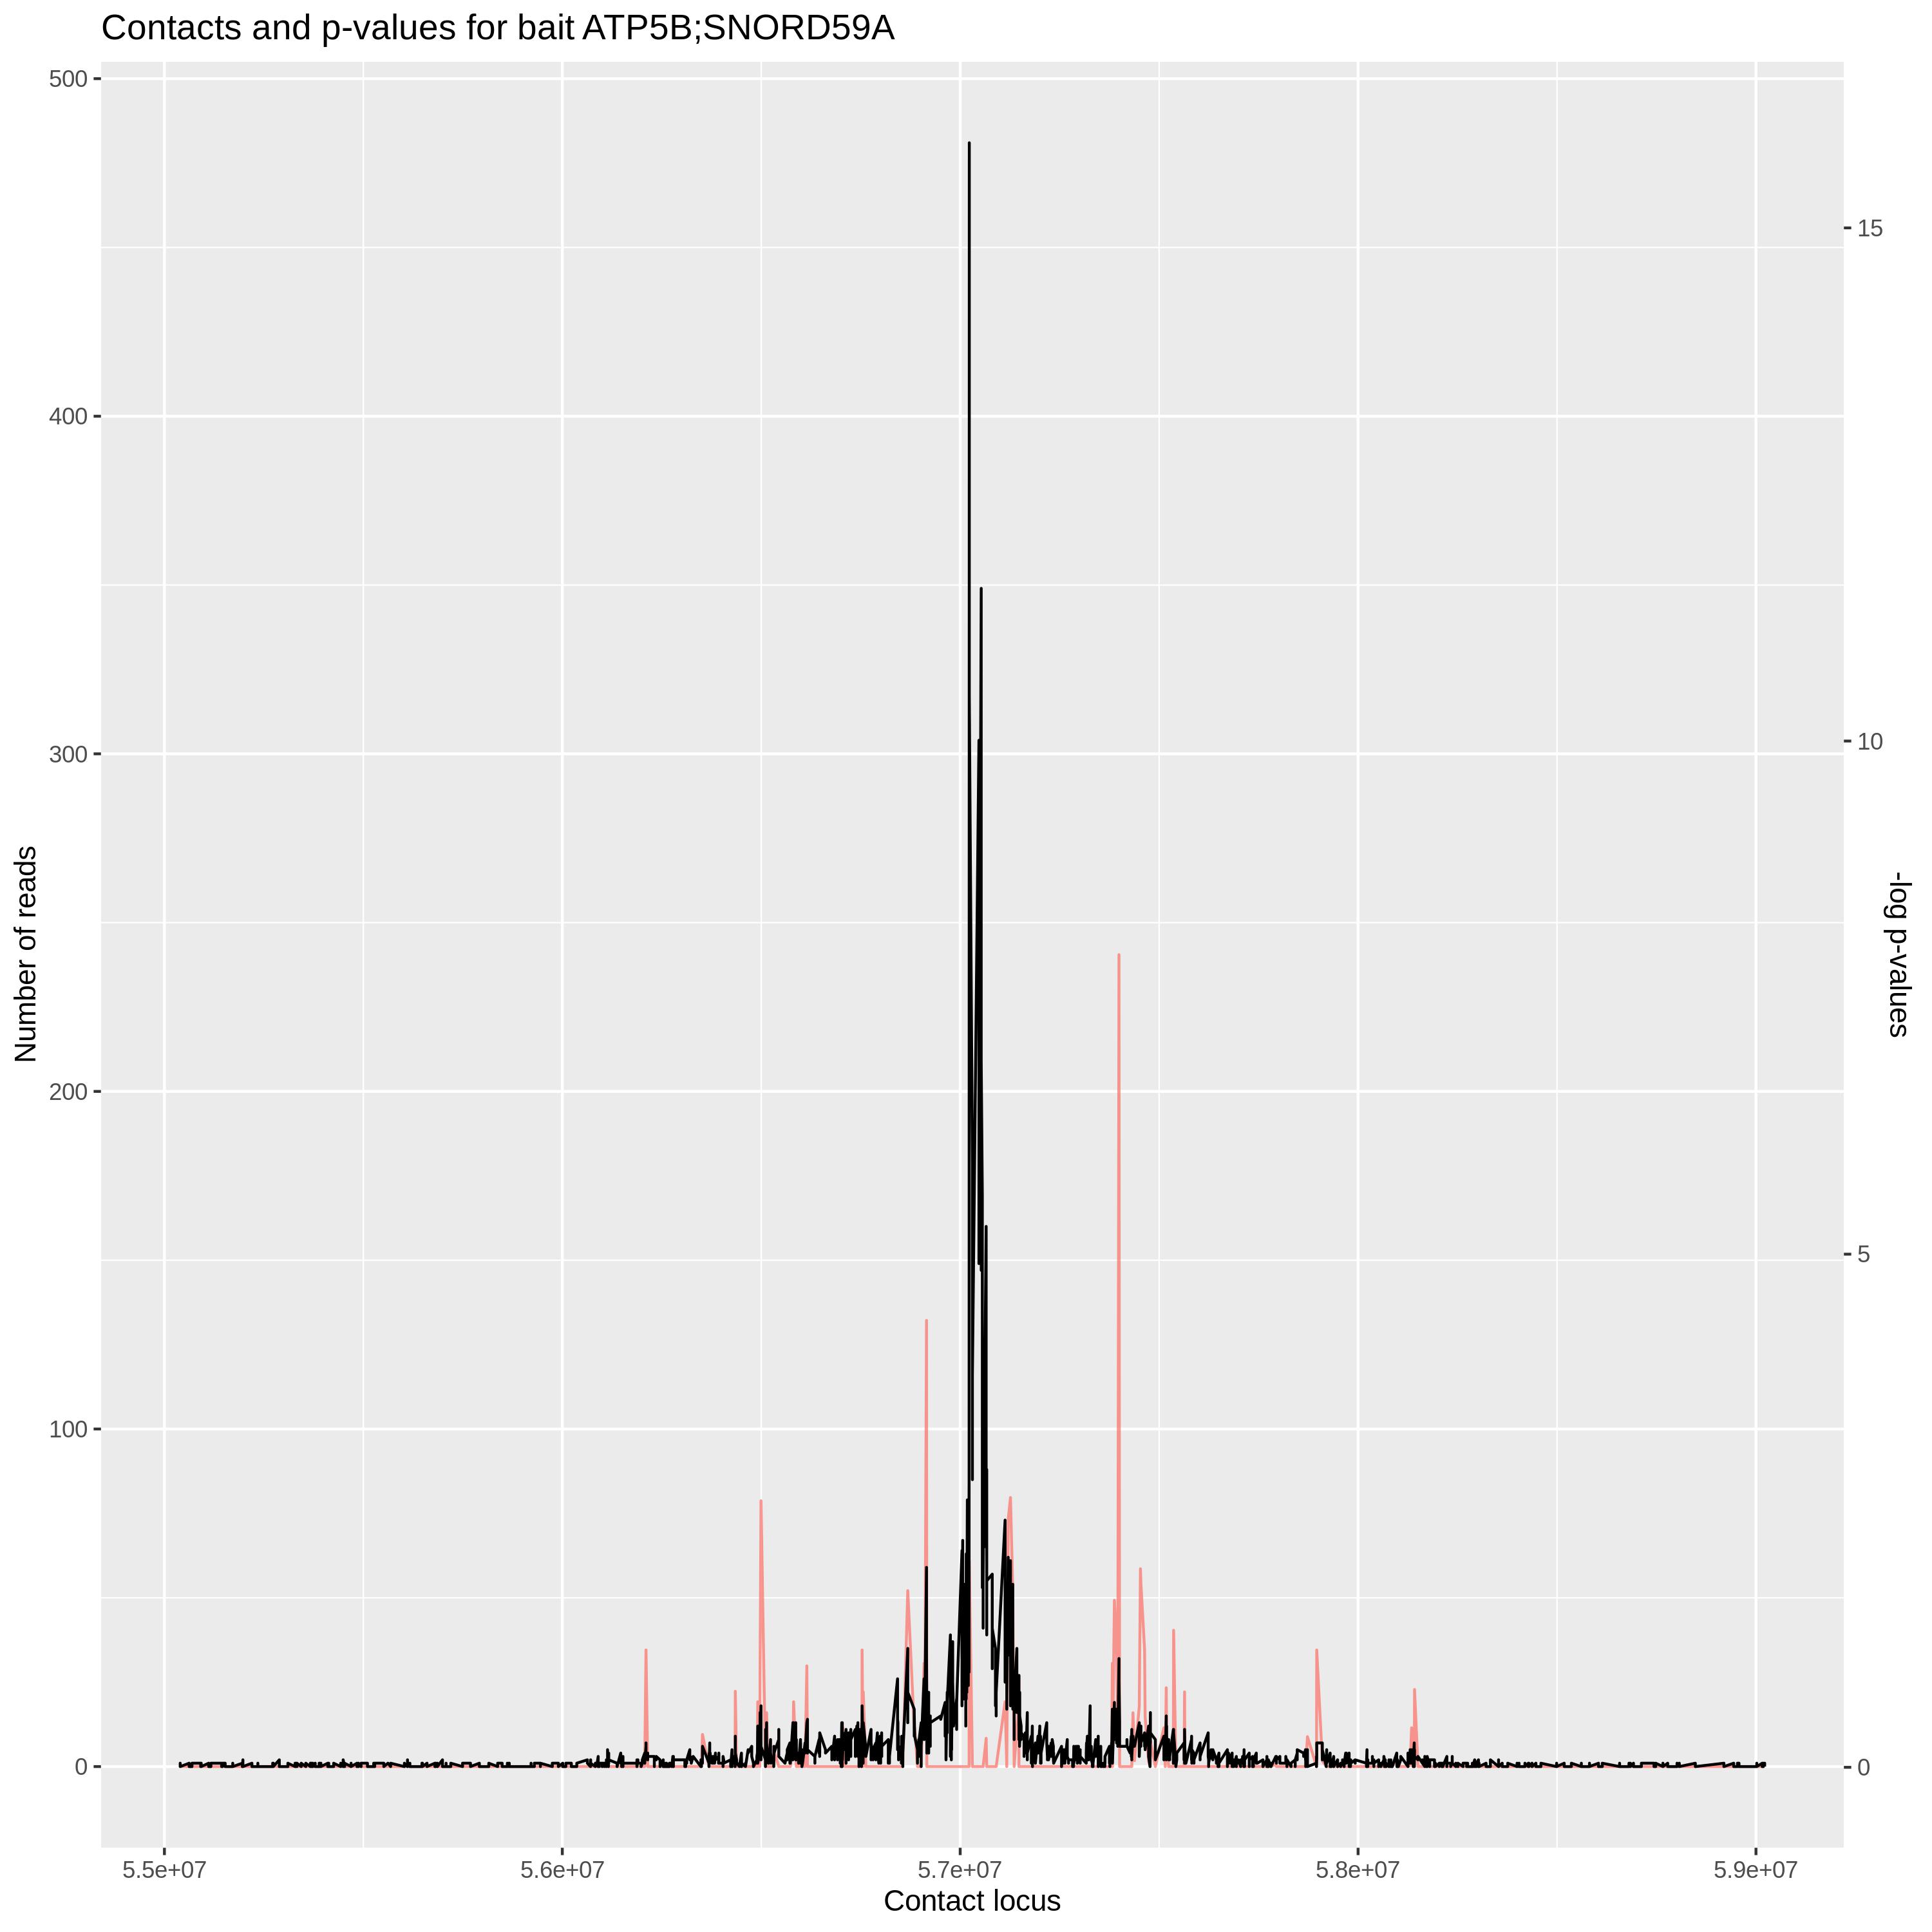 Contacts and p-values for bait ATP5B;SNORD59A
500
400
300
200
100
0
Number of reads
15
10
5
0
-log p-values
5.5e+07 5.6e+07 5.7e+07 5.8e+07 5.9e+07
Contact locus